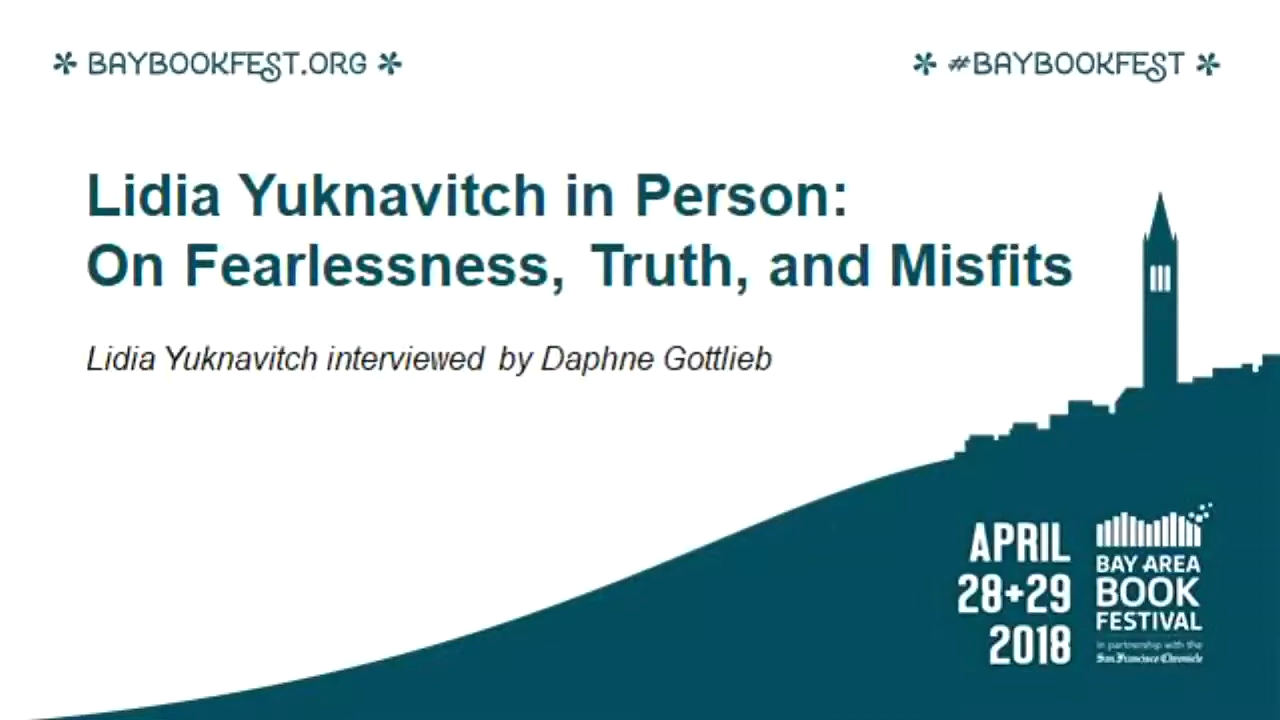 ✲ BAYBOOKFEST.ORG ✲
✲ #BAYBOOKFEST ✲
Lidia Yuknavitch in Person:
On Fearlessness, Truth, and Misfits
Lidia Yuknavitch interviewed by Daphne Gottlieb
APRIL
28+29
2018
BAY AREA
BOOK
FESTIVAL
in partnership with the
San Francisco Chronicle